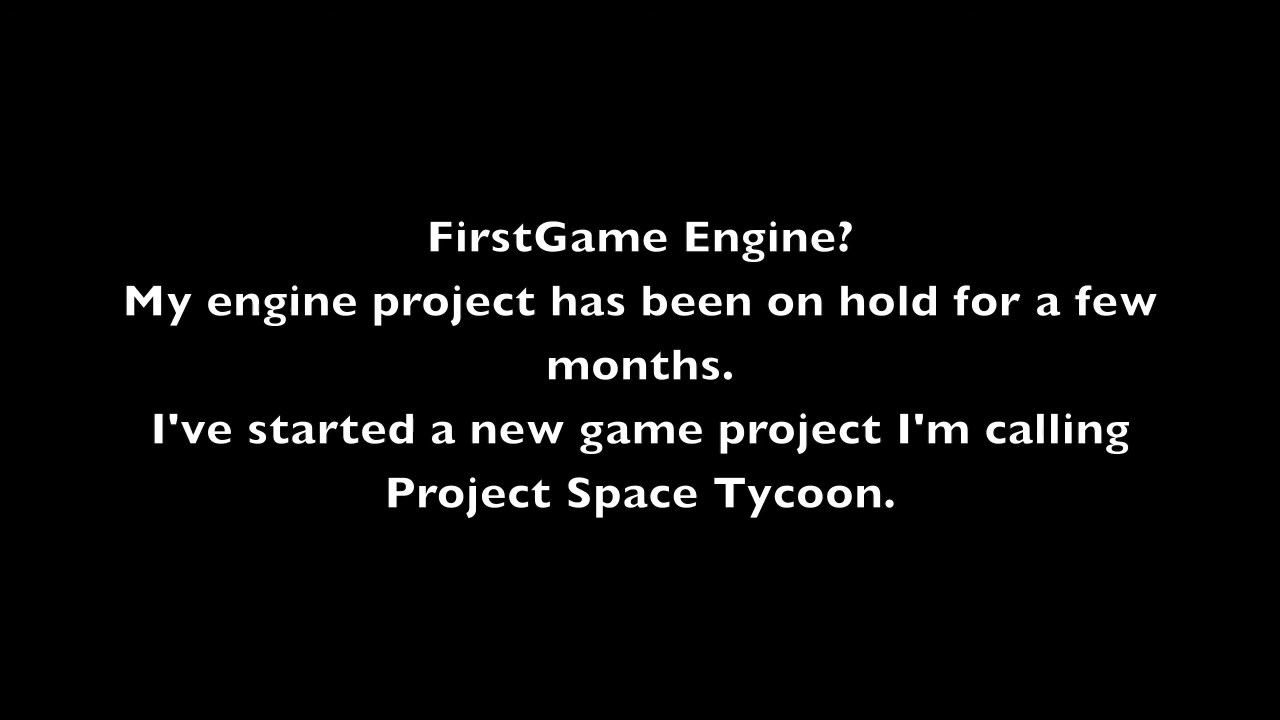 FirstGame Engine?
My engine project has been on hold for a few
months.
I've started a new game project I'm calling
Project Space Tycoon.